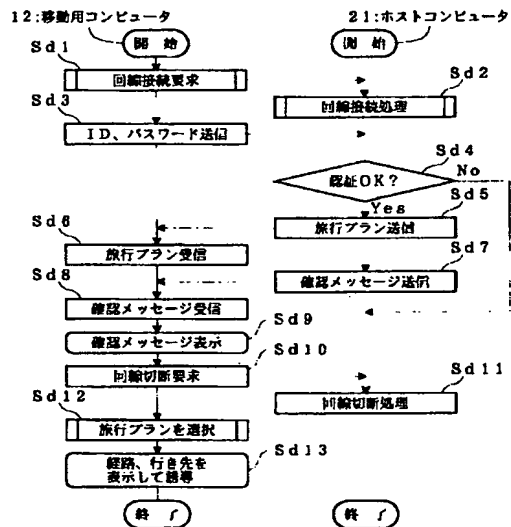 12:移動用コンピュータ
21:ホストコンピュータ
開 始
開 始
Sd1
回線接続要求
Sd2
回線接続処理
Sd3
ID、パスワード送信
Sd4
認証OK?
No
Yes
Sd5
旅行プラン送信
Sd6
旅行プラン受信
Sd7
確認メッセージ送信
Sd8
確認メッセージ受信
Sd9
確認メッセージ表示
Sd10
回線切断要求
Sd11
回線切断処理
Sd12
旅行プランを選択
Sd13
経路、行き先を
表示して誘導
終 了
終 了